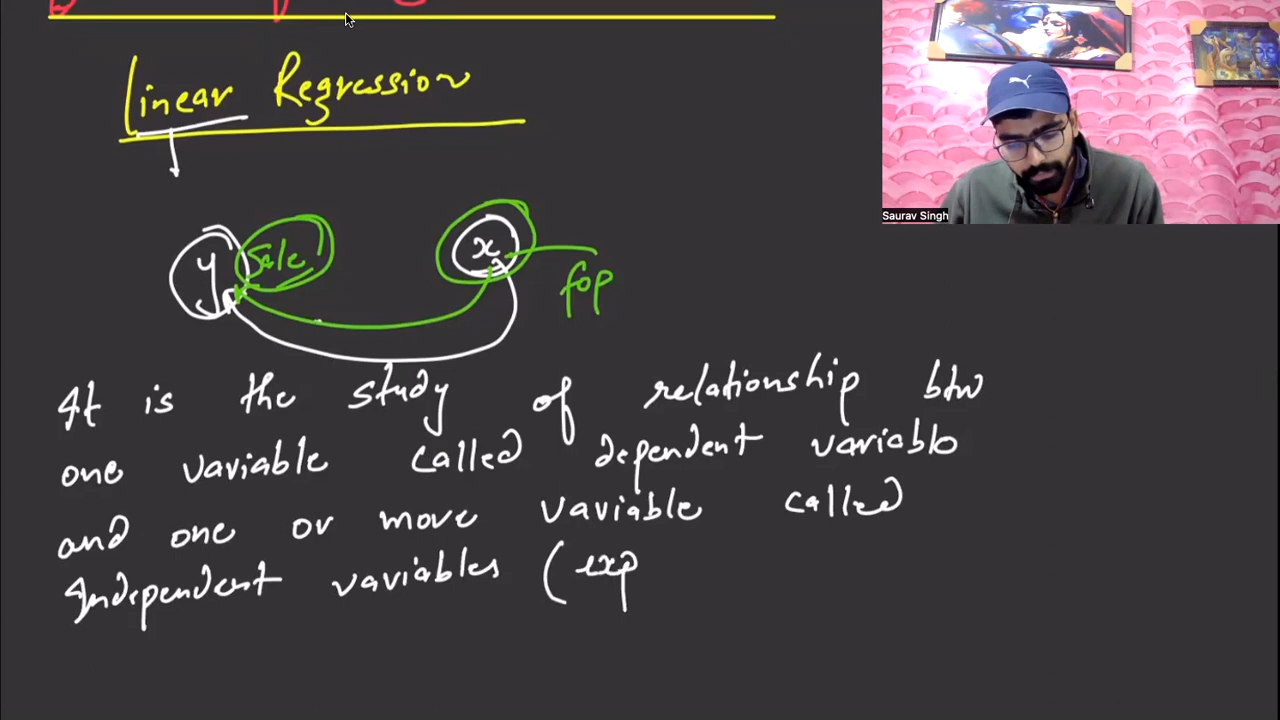 Linear Regression
Saurav Singh
y sale x
fop
It is the study of relationship btw
one variable called dependent variable
and one or more variable called
Independent variables (exp